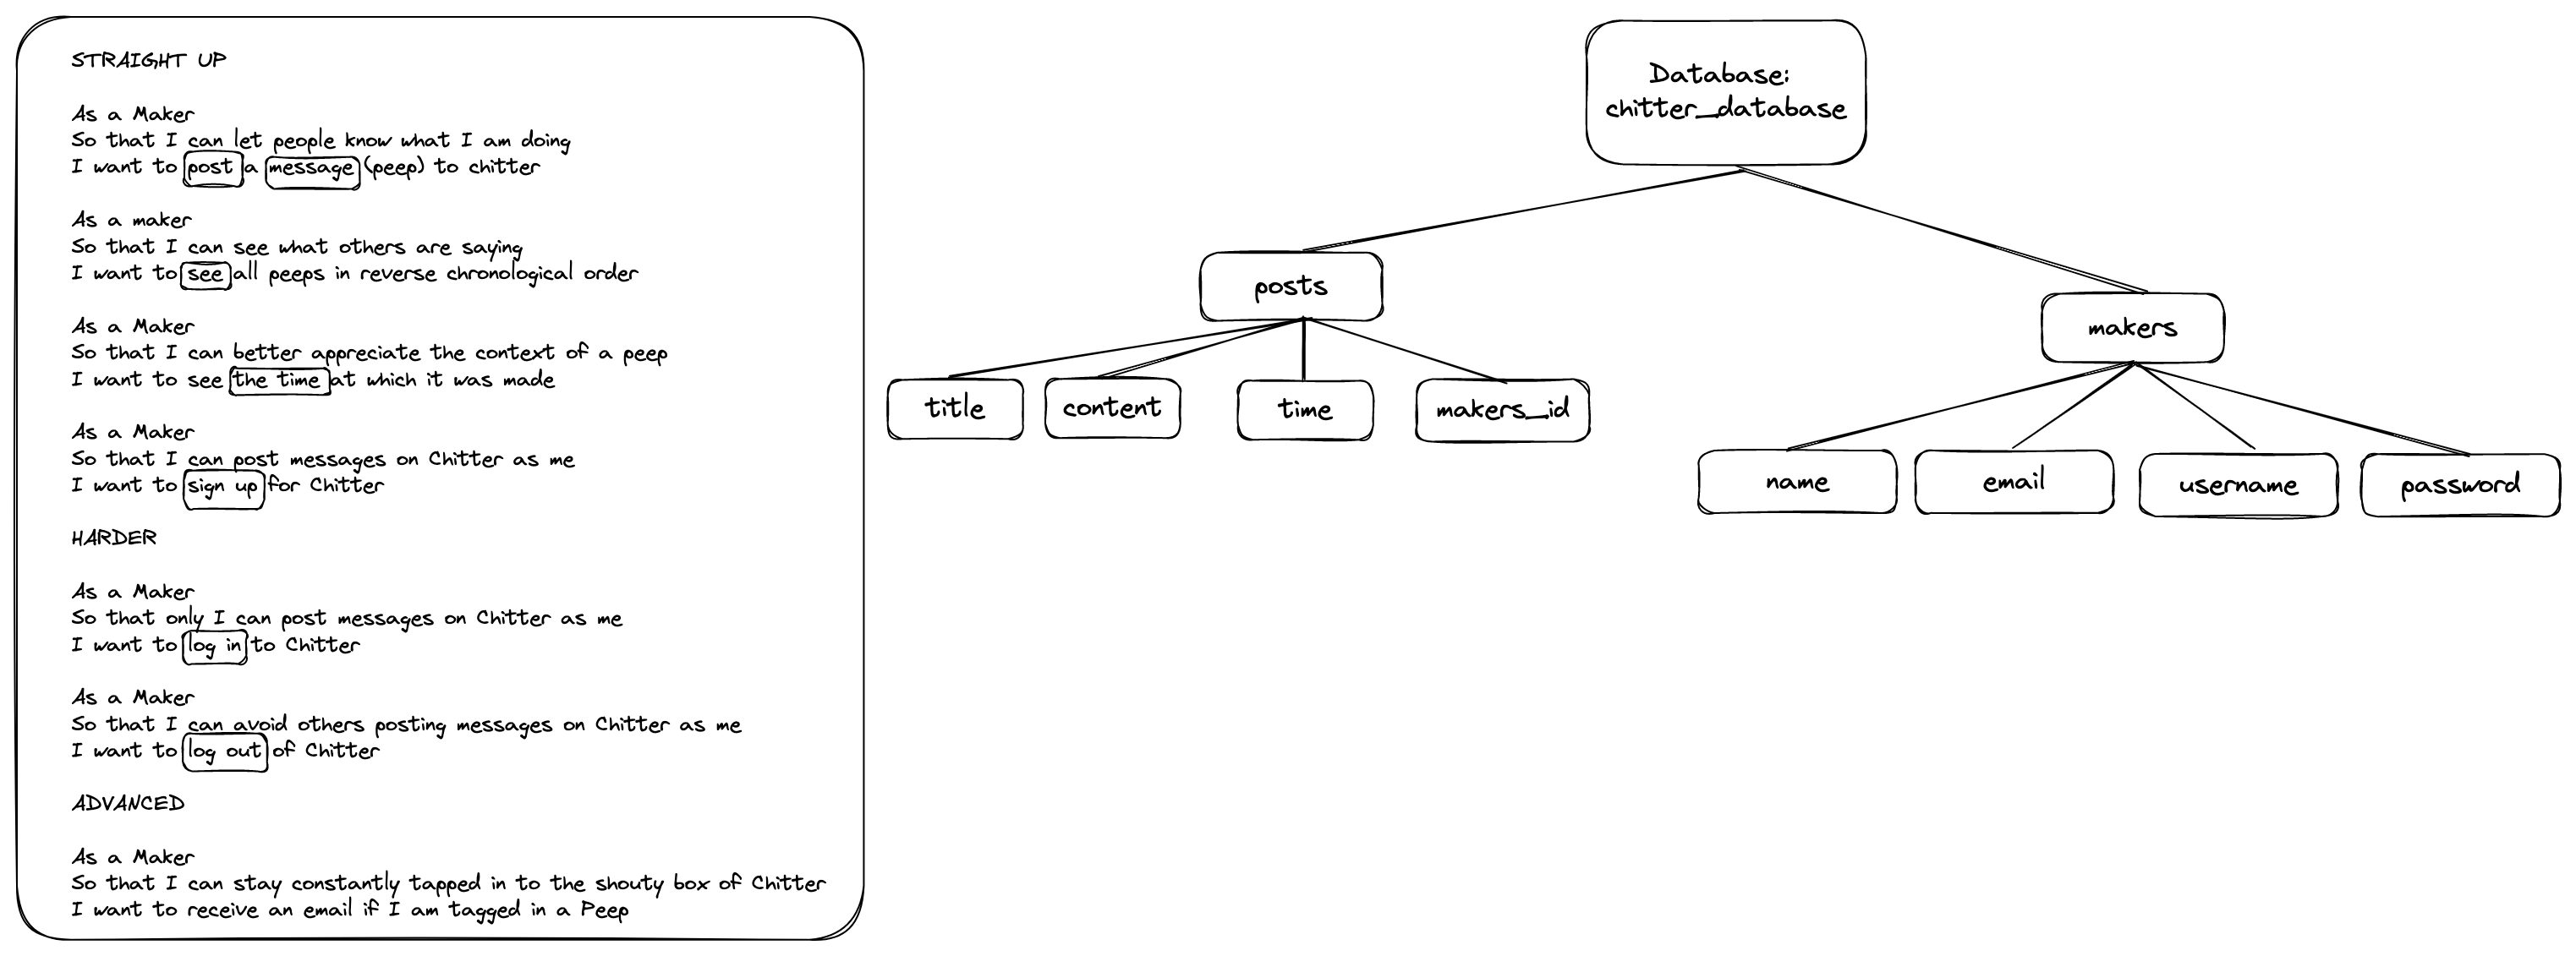 STRAIGHT UP
As a Maker
So that I can let people know what I am doing
I want to post a message (peep) to chitter
As a maker
So that I can see what others are saying
I want to see all peeps in reverse chronological order
As a Maker
So that I can better appreciate the context of a peep
I want to see the time at which it was made
As a Maker
So that I can post messages on Chitter as me
I want to sign up for Chitter
HARDER
As a Maker
So that only I can post messages on Chitter as me
I want to log in to Chitter
As a Maker
So that I can avoid others posting messages on Chitter as me
I want to log out of Chitter
ADVANCED
As a Maker
So that I can stay constantly tapped in to the shouty box of Chitter
I want to receive an email if I am tagged in a Peep
Database:
chitter_database
posts
makers
title
content
time
makers_id
name
email
username
password